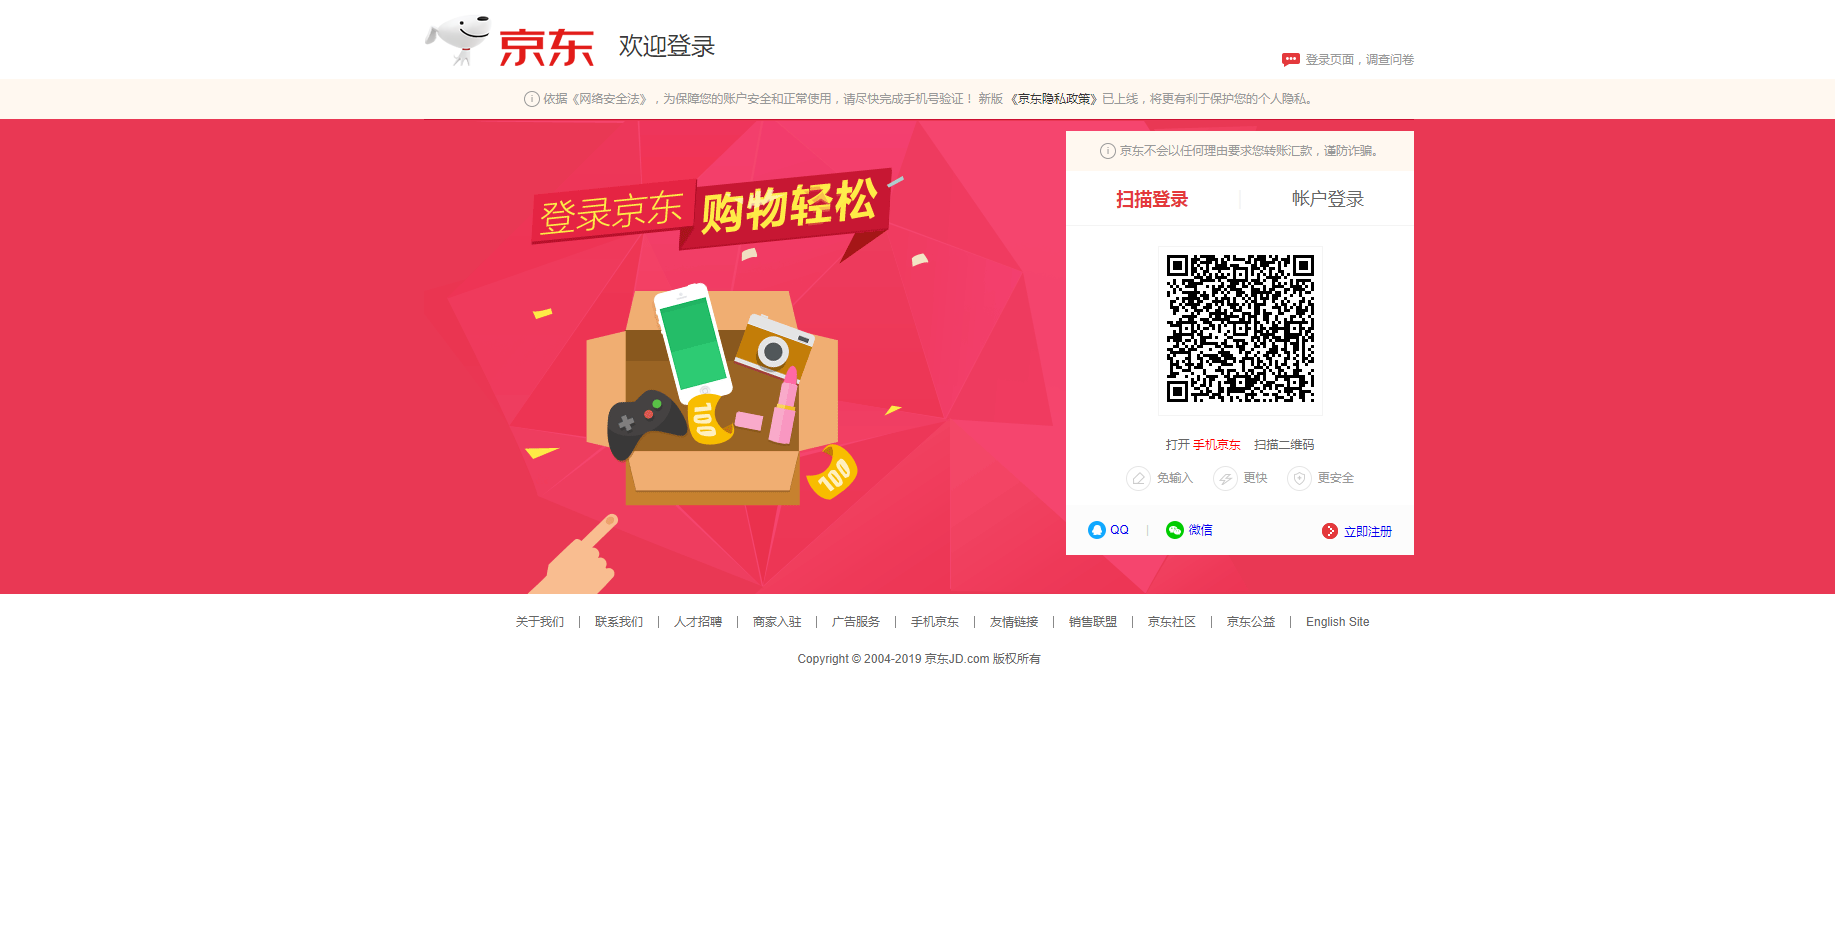 京东 欢迎登录
登录页面，调查问卷
依据《网络安全法》，为保障您的账户安全和正常使用，请尽快完成手机号验证！ 新版《京东隐私政策》已上线，将更有利于保护您的个人隐私。
登录京东 购物轻松
100
100
京东不会以任何理由要求您转账汇款，谨防诈骗。
扫描登录 帐户登录
打开 手机京东 扫描二维码
免输入 更快 更安全
QQ | 微信 立即注册
关于我们 | 联系我们 | 人才招聘 | 商家入驻 | 广告服务 | 手机京东 | 友情链接 | 销售联盟 | 京东社区 | 京东公益 | English Site
Copyright © 2004-2019 京东JD.com 版权所有